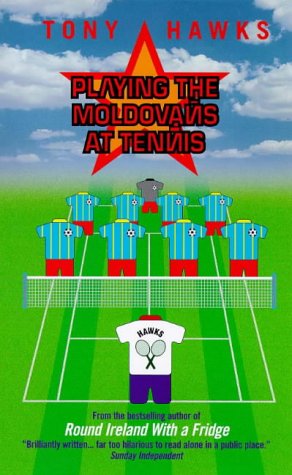 TONY HAWKS
PLAYING THE
MOLDOVANS
AT TENNIS
HAWKS
From the bestselling author of
Round Ireland With a Fridge
"Brilliantly written... far too hilarious to read alone in a public place."
Sunday Independent